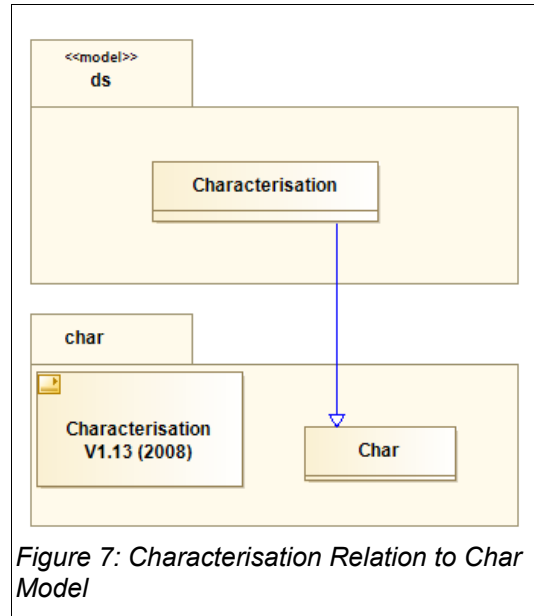 <<model>>
ds
Characterisation
char
Characterisation
V1.13 (2008)
Char
Figure 7: Characterisation Relation to Char
Model